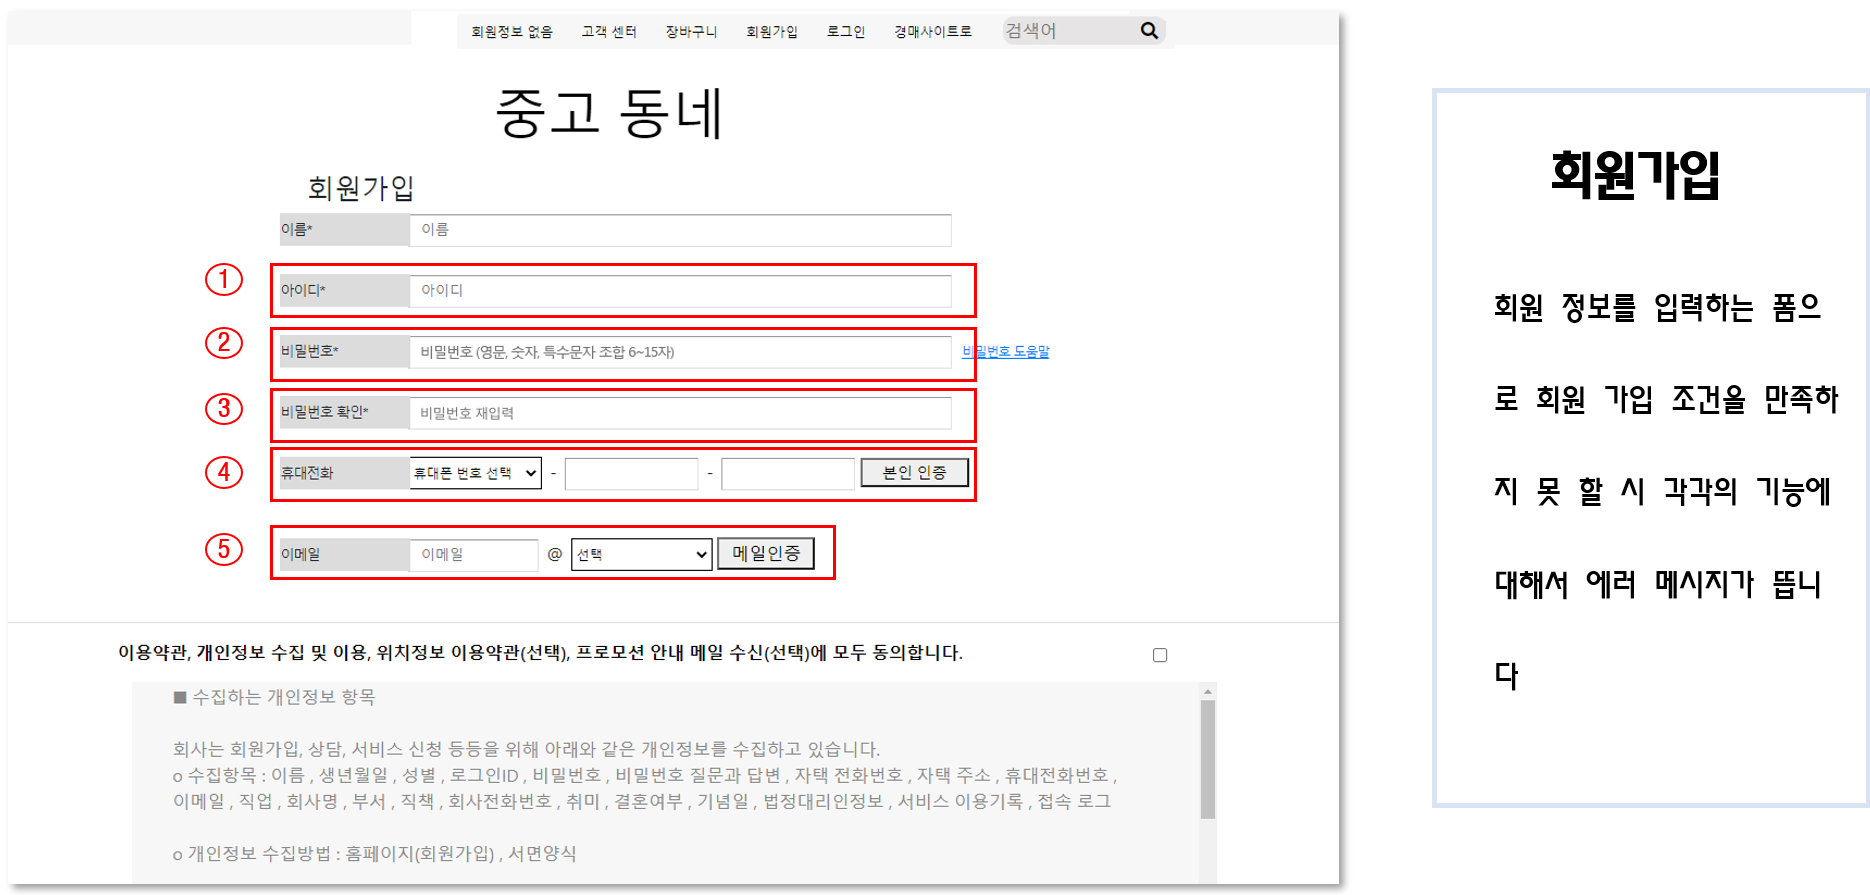 회원정보 없음 고객 센터 장바구니 회원가입 로그인 경매사이트로 검색어
중고 동네
회원가입
이름* 이름
① 아이디* 아이디
② 비밀번호* 비밀번호 (영문, 숫자, 특수문자 조합 6~15자) 비밀번호 도움말
③ 비밀번호 확인* 비밀번호 재입력
④ 휴대전화 휴대폰 번호 선택 - - 본인 인증
⑤ 이메일 이메일 @ 선택 메일인증
이용약관, 개인정보 수집 및 이용, 위치정보 이용약관(선택), 프로모션 안내 메일 수신(선택)에 모두 동의합니다.
■ 수집하는 개인정보 항목
회사는 회원가입, 상담, 서비스 신청 등등을 위해 아래와 같은 개인정보를 수집하고 있습니다.
o 수집항목 : 이름 , 생년월일 , 성별 , 로그인ID , 비밀번호 , 비밀번호 질문과 답변 , 자택 전화번호 , 자택 주소 , 휴대전화번호 ,
이메일 , 직업 , 회사명 , 부서 , 직책 , 회사전화번호 , 취미 , 결혼여부 , 기념일 , 법정대리인정보 , 서비스 이용기록 , 접속 로그
o 개인정보 수집방법 : 홈페이지(회원가입) , 서면양식
회원가입
회원 정보를 입력하는 폼으
로 회원 가입 조건을 만족하
지 못 할 시 각각의 기능에
대해서 에러 메시지가 뜹니
다